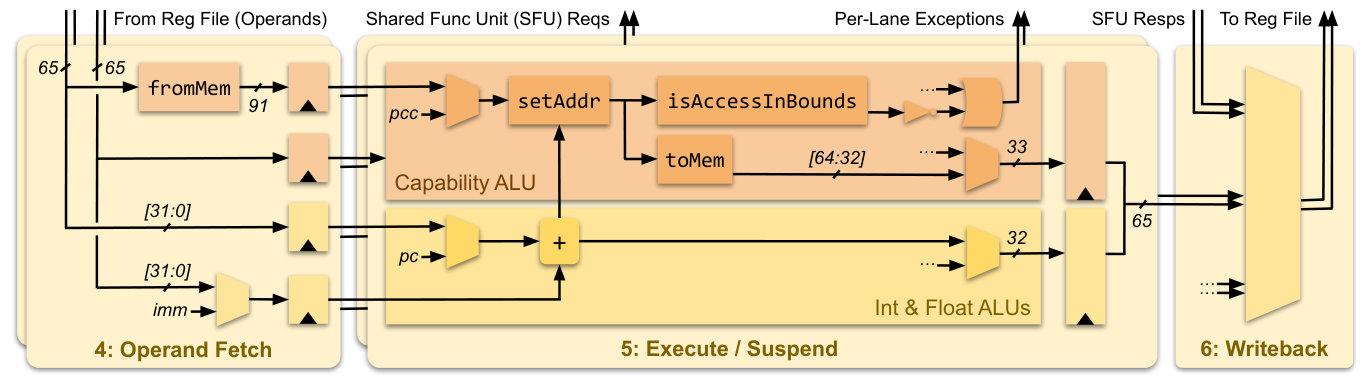 From Reg File (Operands)
Shared Func Unit (SFU) Reqs
Per-Lane Exceptions
SFU Resps
To Reg File
65
65
fromMem
91
pcc
setAddr
isAccessInBounds
...
toMem
[64:32]
...
33
Capability ALU
[31:0]
pc
+
32
...
65
[31:0]
imm
Int & Float ALUs
...
...
4: Operand Fetch
5: Execute / Suspend
6: Writeback